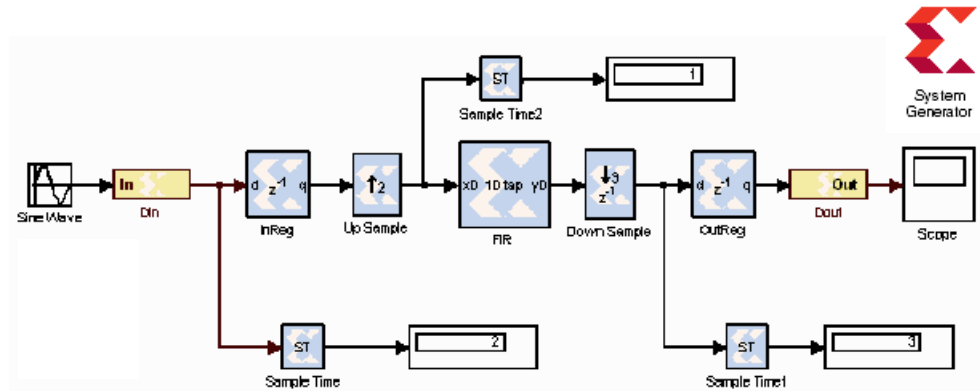 System
Generator
ST
1
Sample Time2
Sine Wave
In
Din
d z-1 q
InReg
↑2
Up Sample
x0 10 tap y0
FIR
↓3
z-1
Down Sample
d z-1 q
OutReg
Out
Dout
Scope
ST
2
Sample Time
ST
3
Sample Time1